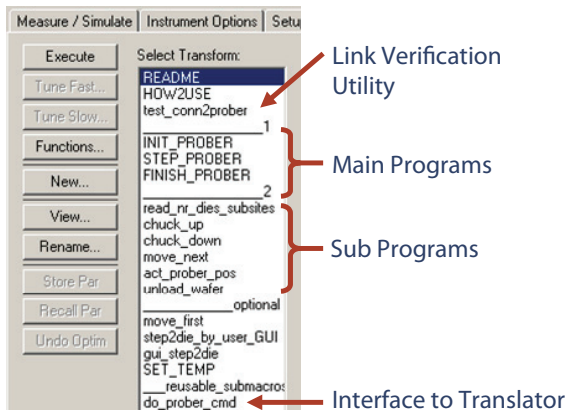 Measure / Simulate Instrument Options Setu
Execute
Tune Fast...
Tune Slow...
Functions...
New...
View...
Rename...
Store Par
Recall Par
Undo Optim
Select Transform:
README
HOW2USE
test_conn2prober
______________1
INIT_PROBER
STEP_PROBER
FINISH_PROBER
______________2
read_nr_dies_subsites
chuck_up
chuck_down
move_next
act_prober_pos
unload_wafer
__________optional
move_first
step2die_by_user_GUI
gui_step2die
SET_TEMP
___reusable_submacros
do_prober_cmd
Link Verification
Utility
Main Programs
Sub Programs
Interface to Translator